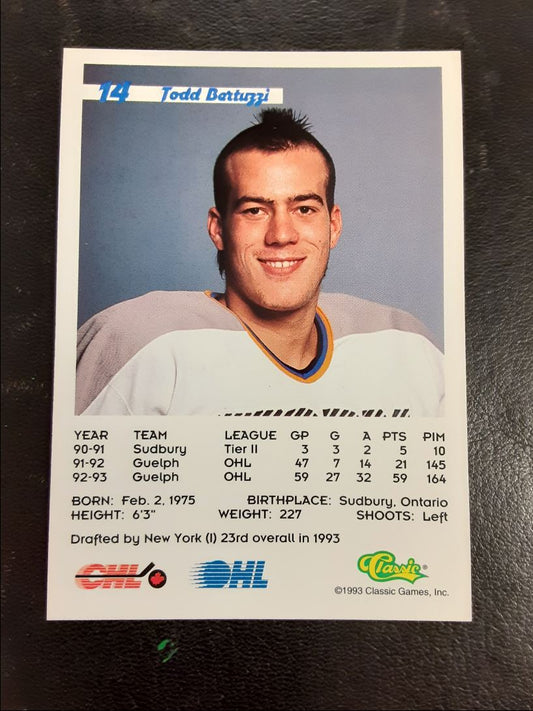 14 Todd Bertuzzi
YEAR TEAM LEAGUE GP G A PTS PIM
90-91 Sudbury Tier II 3 3 2 5 10
91-92 Guelph OHL 47 7 14 21 145
92-93 Guelph OHL 59 27 32 59 164
BORN: Feb. 2, 1975 BIRTHPLACE: Sudbury, Ontario
HEIGHT: 6'3" WEIGHT: 227 SHOOTS: Left
Drafted by New York (I) 23rd overall in 1993
CHL OHL Classic®
©1993 Classic Games, Inc.